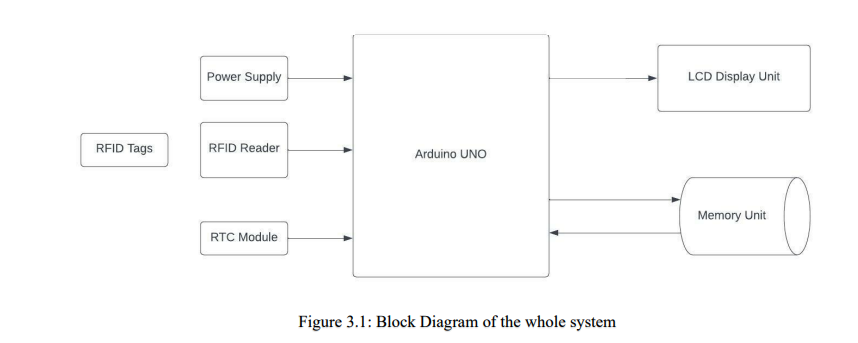 Power Supply
LCD Display Unit
RFID Tags
RFID Reader
Arduino UNO
Memory Unit
RTC Module
Figure 3.1: Block Diagram of the whole system